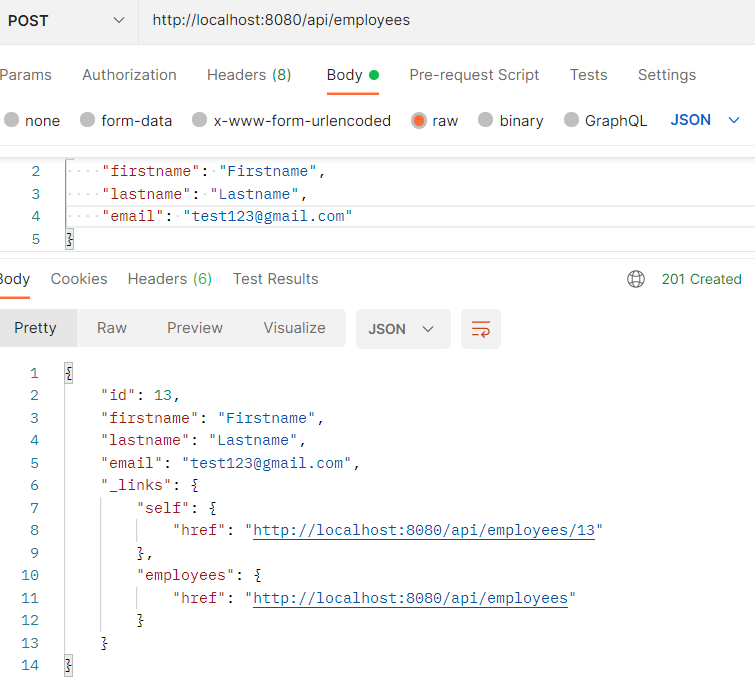 POST http://localhost:8080/api/employees
Params Authorization Headers (8) Body Pre-request Script Tests Settings
none form-data x-www-form-urlencoded raw binary GraphQL JSON
2 "firstname": "Firstname",
3 "lastname": "Lastname",
4 "email": "test123@gmail.com"
5 }
Body Cookies Headers (6) Test Results 201 Created
Pretty Raw Preview Visualize JSON
1 {
2 "id": 13,
3 "firstname": "Firstname",
4 "lastname": "Lastname",
5 "email": "test123@gmail.com",
6 "_links": {
7 "self": {
8 "href": "http://localhost:8080/api/employees/13"
9 },
10 "employees": {
11 "href": "http://localhost:8080/api/employees"
12 }
13 }
14 }